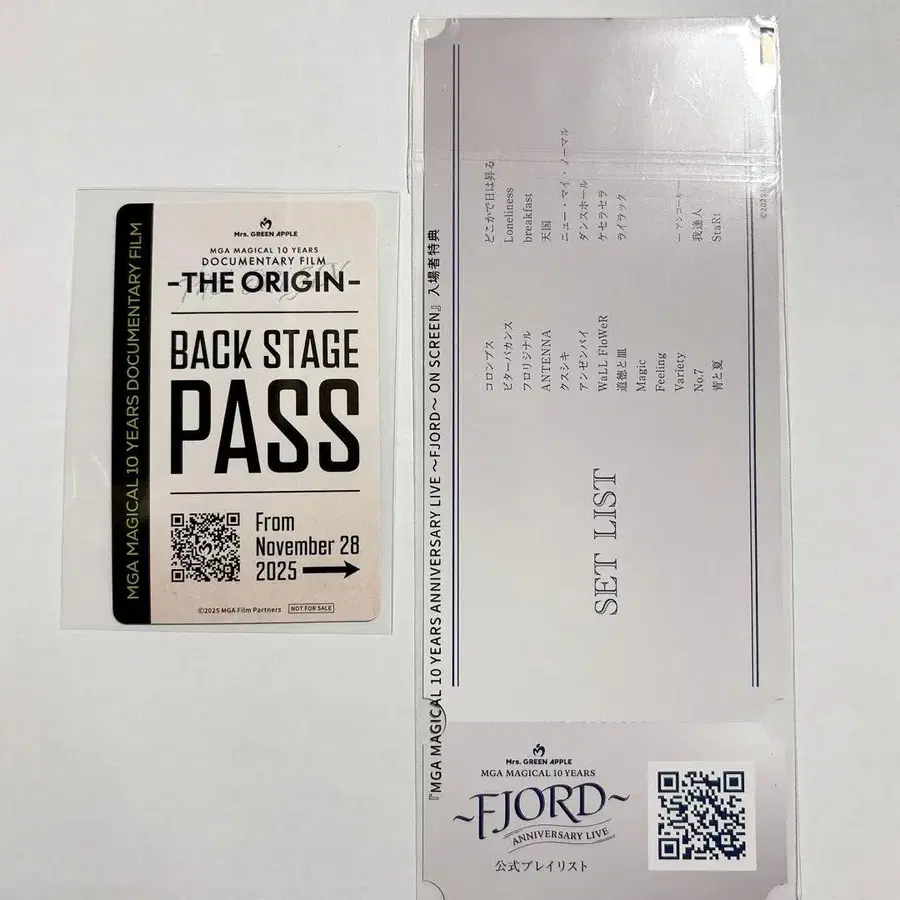 MGA MAGICAL 10 YEARS DOCUMENTARY FILM
Mrs. GREEN APPLE
MGA MAGICAL 10 YEARS
DOCUMENTARY FILM
-THE ORIGIN-
BACK STAGE
PASS
From
November 28
2025
©2025 MGA Film Partners
NOT FOR SALE
『MGA MAGICAL 10 YEARS ANNIVERSARY LIVE ～FJORD～ ON SCREEN』入場者特典
SET LIST
コロンブス
ビターバカンス
フロリジナル
ANTENNA
クスシキ
アンゼンパイ
WaLL FloWeR
道徳と皿
Magic
Feeling
Variety
No.7
青と夏
どこかで日は昇る
Loneliness
breakfast
天国
ニュー・マイ・ノーマル
ダンスホール
ケセラセラ
ライラック
―アンコール―
我逢人
StaRt
©2025
Mrs. GREEN APPLE
MGA MAGICAL 10 YEARS
～FJORD～
ANNIVERSARY LIVE
公式プレイリスト